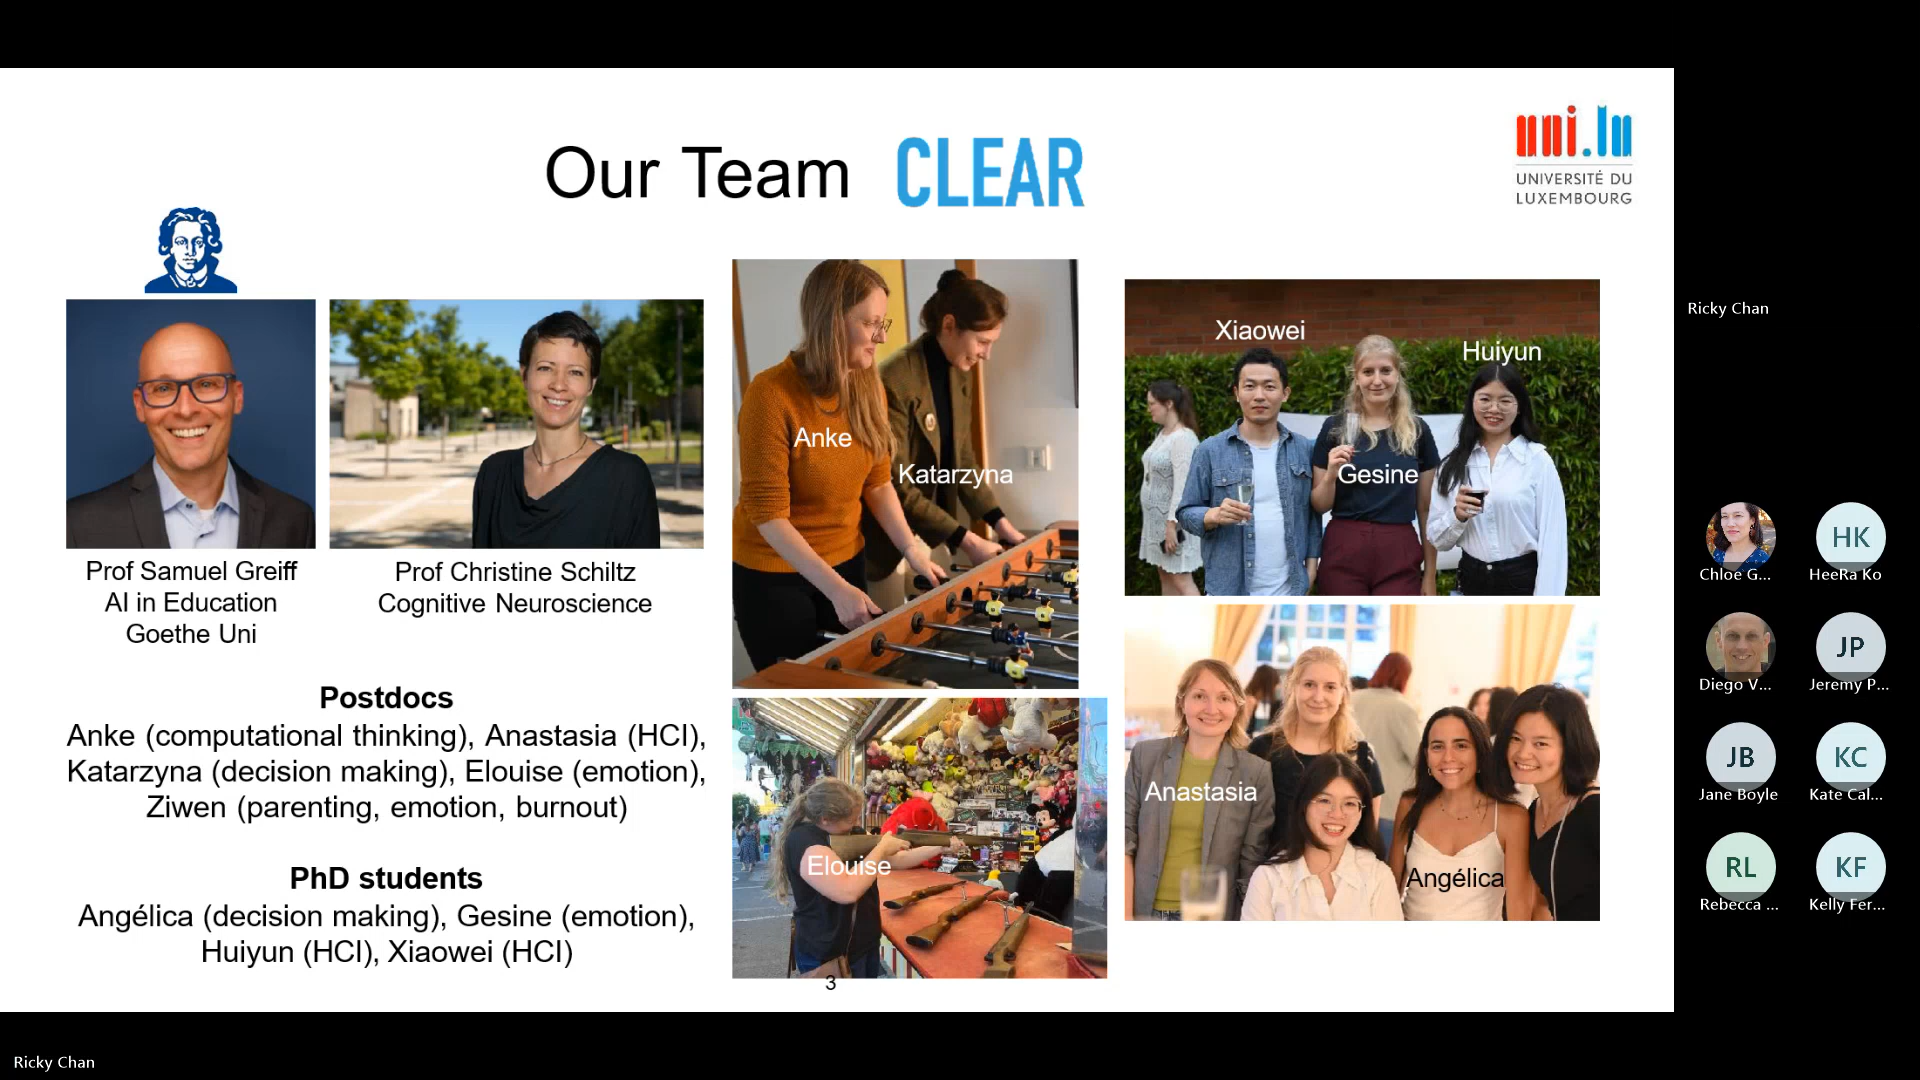 Our Team CLEAR
uni.lu
UNIVERSITÉ DU
LUXEMBOURG
Prof Samuel Greiff
AI in Education
Goethe Uni
Prof Christine Schiltz
Cognitive Neuroscience
Postdocs
Anke (computational thinking), Anastasia (HCI),
Katarzyna (decision making), Elouise (emotion),
Ziwen (parenting, emotion, burnout)
PhD students
Angélica (decision making), Gesine (emotion),
Huiyun (HCI), Xiaowei (HCI)
Anke
Katarzyna
Elouise
Xiaowei
Huiyun
Gesine
Anastasia
Angélica
3
Ricky Chan
Chloe G...
HK
HeeRa Ko
Diego V...
JP
Jeremy P...
JB
Jane Boyle
KC
Kate Cal...
RL
Rebecca ...
KF
Kelly Fer...
Ricky Chan